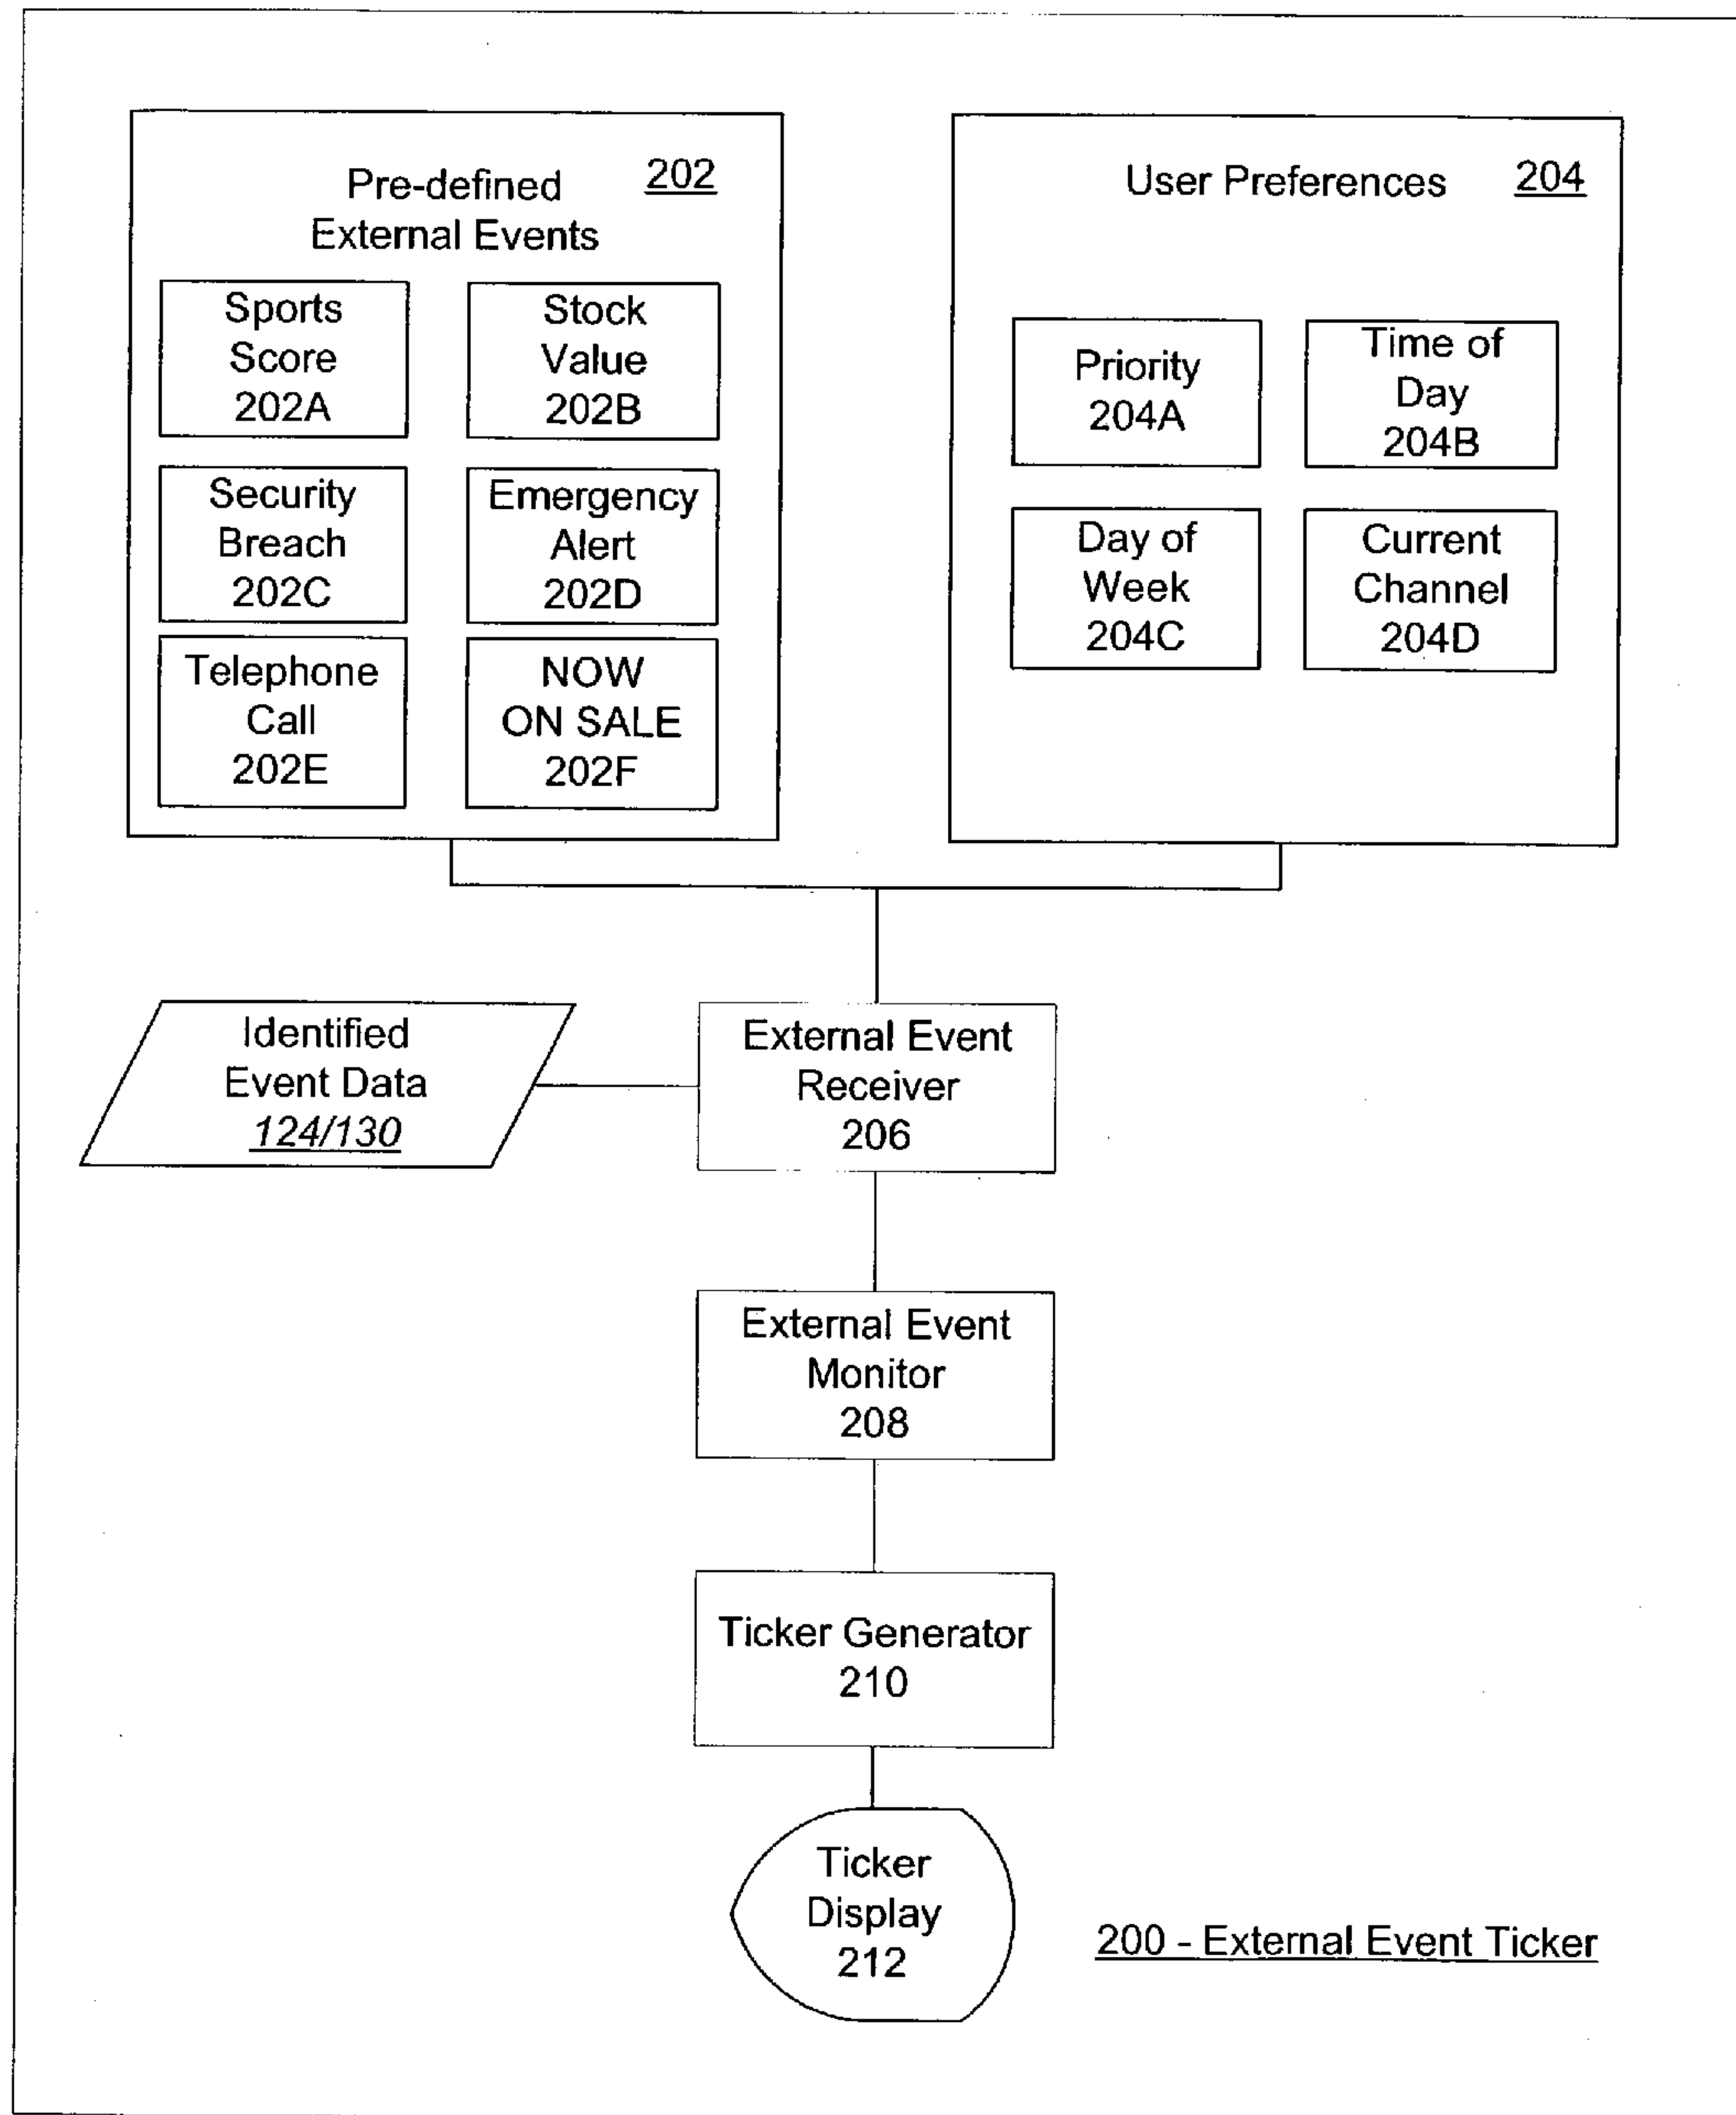 Pre-defined 202
External Events
Sports
Score
202A
Stock
Value
202B
Security
Breach
202C
Emergency
Alert
202D
Telephone
Call
202E
NOW
ON SALE
202F
User Preferences 204
Priority
204A
Time of
Day
204B
Day of
Week
204C
Current
Channel
204D
Identified
Event Data
124/130
External Event
Receiver
206
External Event
Monitor
208
Ticker Generator
210
Ticker
Display
212
200 - External Event Ticker